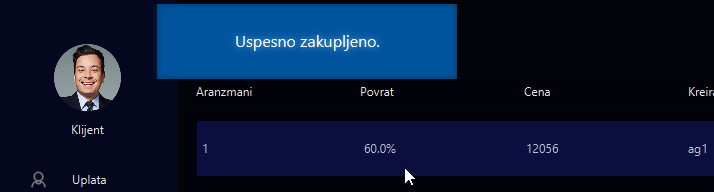 Uspesno zakupljeno.
Aranzmani Povrat Cena
Klijent
1 60.0% 12056 ag1
Uplata